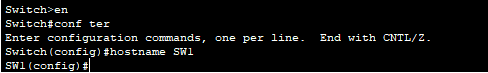 Switch>en
Switch#conf ter
Enter configuration commands, one per line.  End with CNTL/Z.
Switch(config)#hostname SW1
SW1(config)#